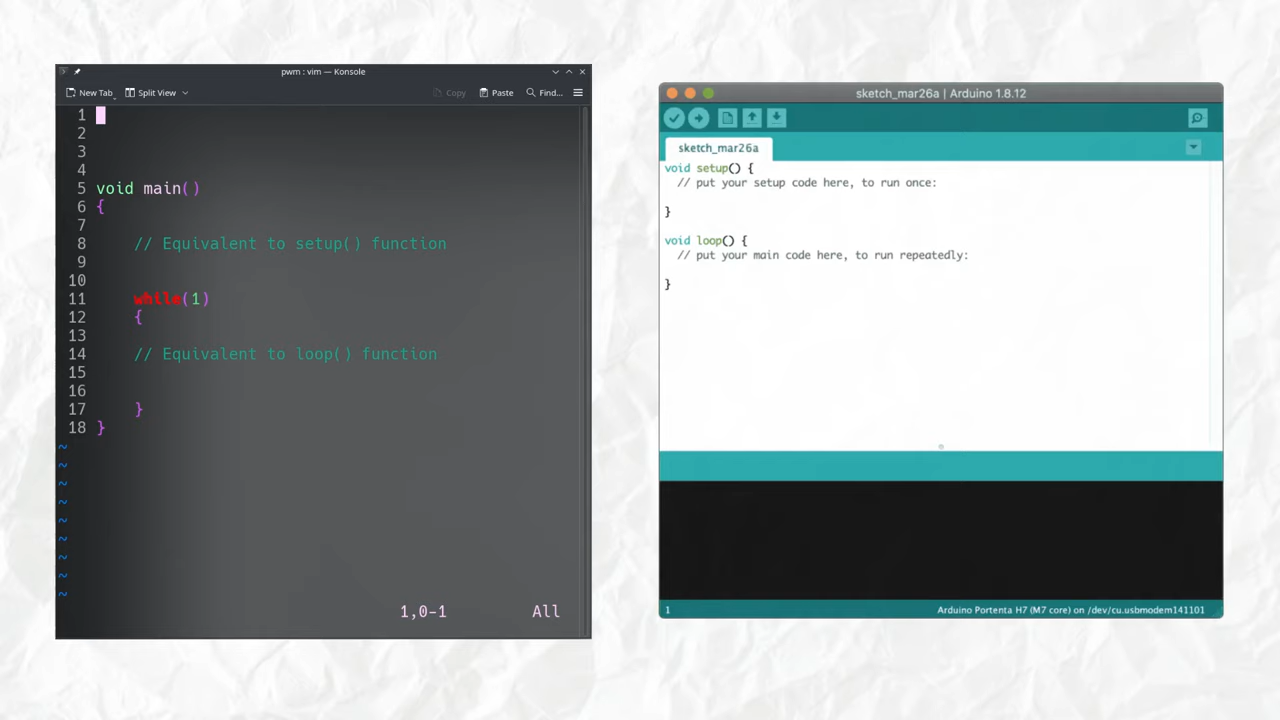 pwm : vim — Konsole
New Tab Split View Copy Paste Find...
1
2
3
4
5 void main()
6 {
7
8 // Equivalent to setup() function
9
10
11 while(1)
12 {
13
14 // Equivalent to loop() function
15
16
17 }
18 }
~
~
~
~
~
~
~
~
~
1,0-1 All
sketch_mar26a | Arduino 1.8.12
sketch_mar26a
void setup() {
// put your setup code here, to run once:
}
void loop() {
// put your main code here, to run repeatedly:
}
1 Arduino Portenta H7 (M7 core) on /dev/cu.usbmodem141101